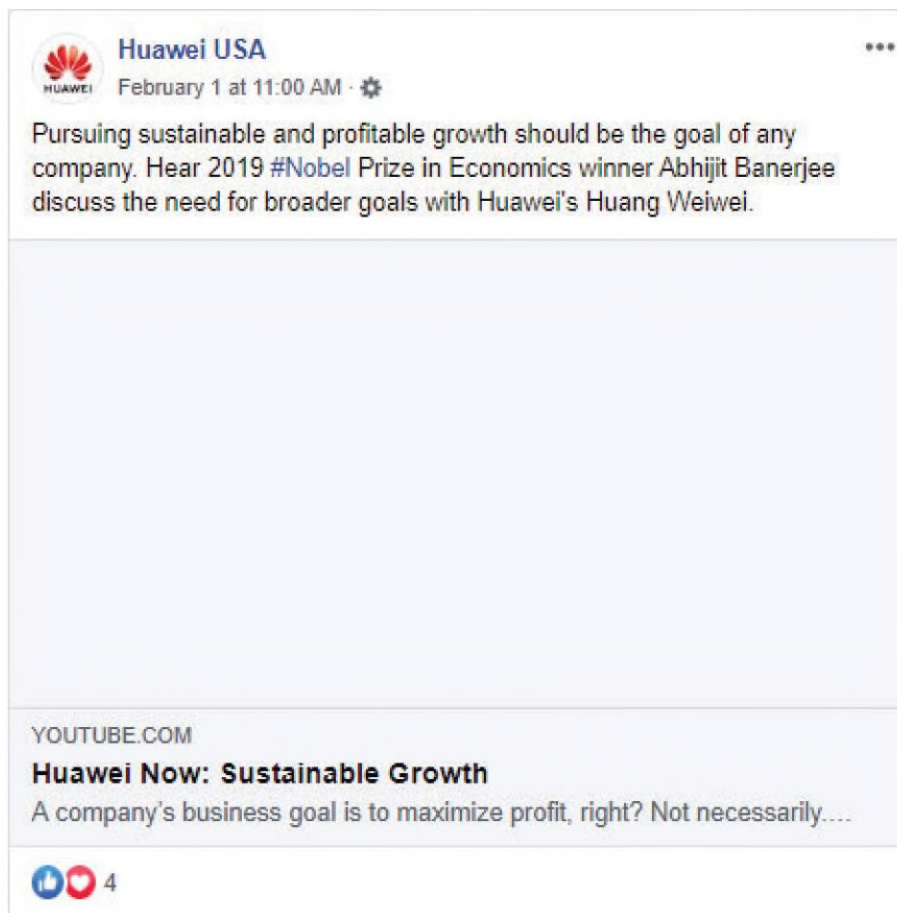 Huawei USA
HUAWEI
February 1 at 11:00 AM ·
Pursuing sustainable and profitable growth should be the goal of any
company. Hear 2019 #Nobel Prize in Economics winner Abhijit Banerjee
discuss the need for broader goals with Huawei's Huang Weiwei.
YOUTUBE.COM
Huawei Now: Sustainable Growth
A company's business goal is to maximize profit, right? Not necessarily....
4